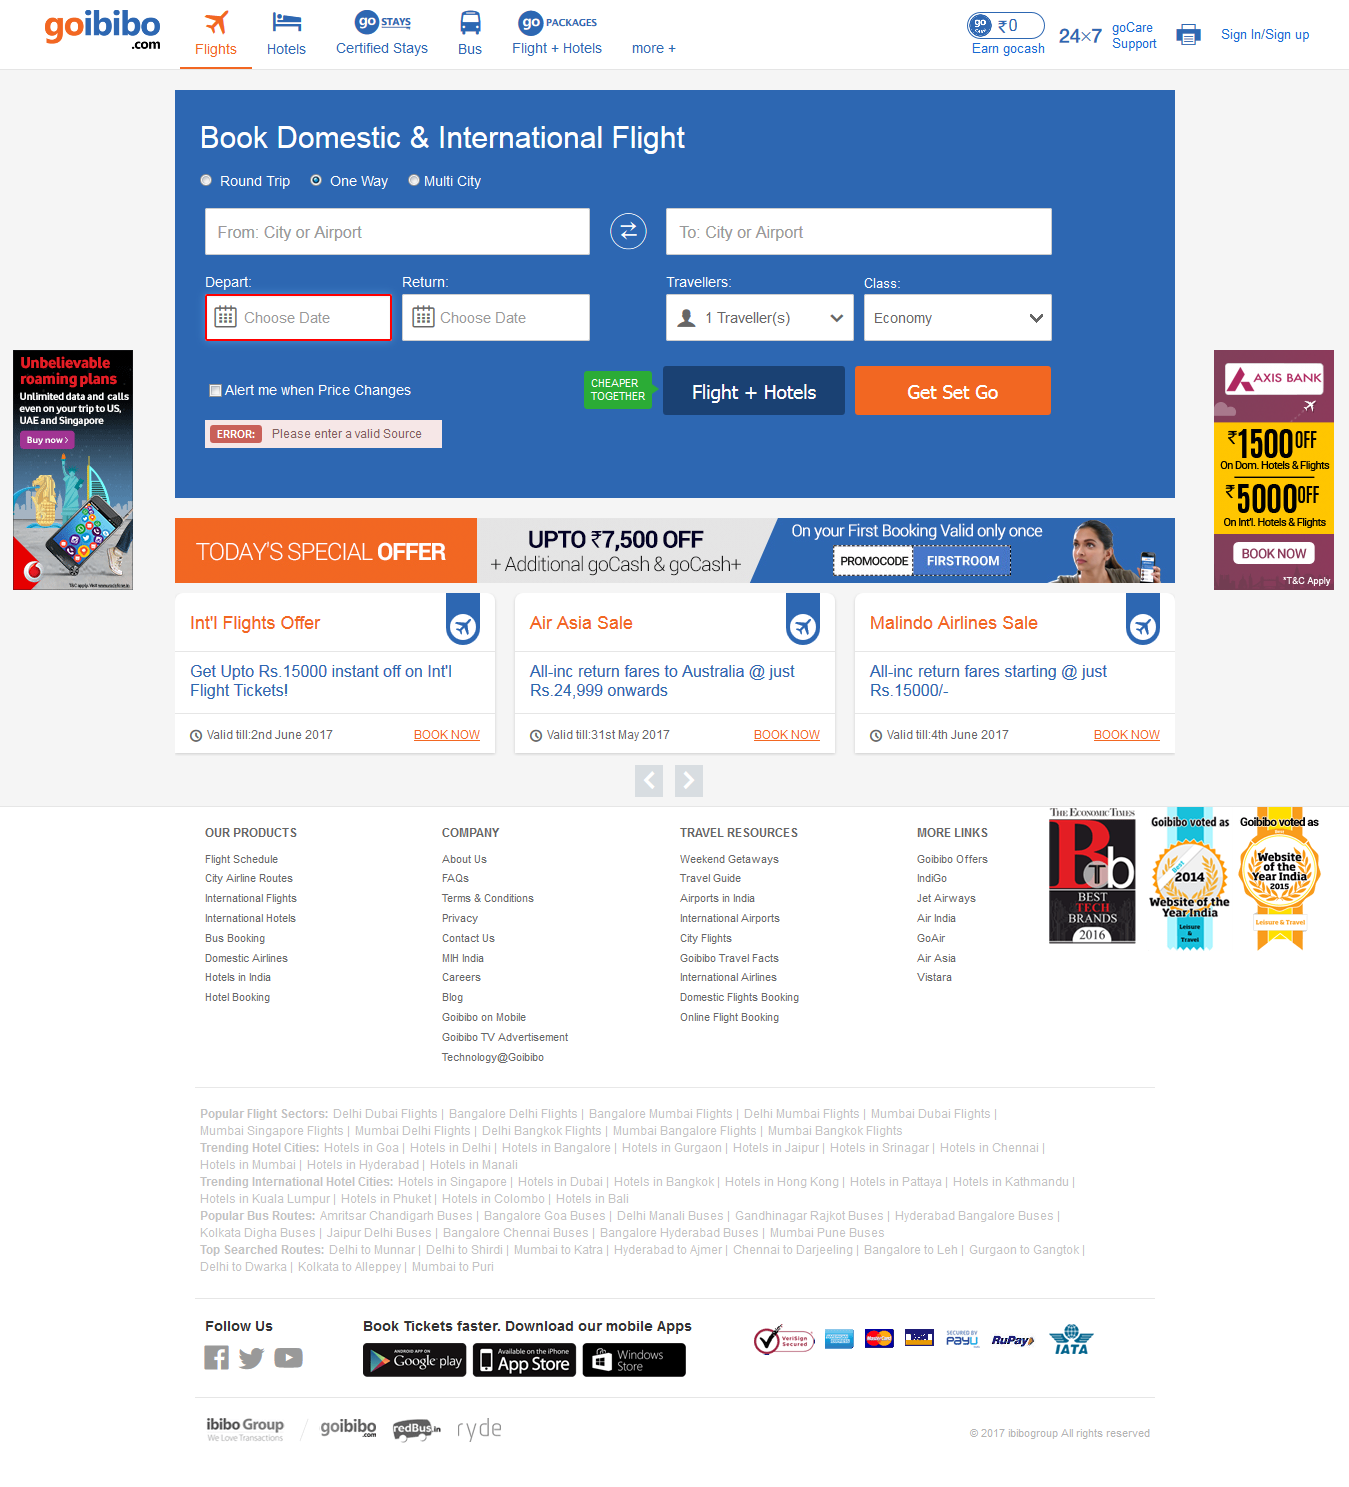 goibibo
.com
Flights
Hotels
go STAYS
Certified Stays
Bus
go PACKAGES
Flight + Hotels
more +
go Cash
₹0
Earn gocash
24×7
goCare
Support
Sign In/Sign up
Book Domestic & International Flight
Round Trip
One Way
Multi City
From: City or Airport
To: City or Airport
Depart:
Return:
Travellers:
Class:
Choose Date
Choose Date
1 Traveller(s)
Economy
Alert me when Price Changes
CHEAPER
TOGETHER
Flight + Hotels
Get Set Go
ERROR: Please enter a valid Source
Unbelievable
roaming plans
Unlimited data and calls
even on your trip to US,
UAE and Singapore
Buy now >
AXIS BANK
₹1500 OFF
On Dom. Hotels & Flights
₹5000 OFF
On Int'l. Hotels & Flights
BOOK NOW
*T&C Apply
TODAY'S SPECIAL OFFER
UPTO ₹7,500 OFF
+ Additional goCash & goCash+
On your First Booking Valid only once
PROMOCODE FIRSTROOM
Int'l Flights Offer
Get Upto Rs.15000 instant off on Int'l
Flight Tickets!
Valid till:2nd June 2017
BOOK NOW
Air Asia Sale
All-inc return fares to Australia @ just
Rs.24,999 onwards
Valid till:31st May 2017
BOOK NOW
Malindo Airlines Sale
All-inc return fares starting @ just
Rs.15000/-
Valid till:4th June 2017
BOOK NOW
OUR PRODUCTS
Flight Schedule
City Airline Routes
International Flights
International Hotels
Bus Booking
Domestic Airlines
Hotels in India
Hotel Booking
COMPANY
About Us
FAQs
Terms & Conditions
Privacy
Contact Us
MIH India
Careers
Blog
Goibibo on Mobile
Goibibo TV Advertisement
Technology@Goibibo
TRAVEL RESOURCES
Weekend Getaways
Travel Guide
Airports in India
International Airports
City Flights
Goibibo Travel Facts
International Airlines
Domestic Flights Booking
Online Flight Booking
MORE LINKS
Goibibo Offers
IndiGo
Jet Airways
Air India
GoAir
Air Asia
Vistara
THE ECONOMIC TIMES
BTb
BEST
TECH
BRANDS
2016
Goibibo voted as
Best
2014
Website of the
Year India
Leisure
&
Travel
Goibibo voted as
Website
of the
Year India
2015
Leisure & Travel
Popular Flight Sectors: Delhi Dubai Flights | Bangalore Delhi Flights | Bangalore Mumbai Flights | Delhi Mumbai Flights | Mumbai Dubai Flights |
Mumbai Singapore Flights | Mumbai Delhi Flights | Delhi Bangkok Flights | Mumbai Bangalore Flights | Mumbai Bangkok Flights
Trending Hotel Cities: Hotels in Goa | Hotels in Delhi | Hotels in Bangalore | Hotels in Gurgaon | Hotels in Jaipur | Hotels in Srinagar | Hotels in Chennai |
Hotels in Mumbai | Hotels in Hyderabad | Hotels in Manali
Trending International Hotel Cities: Hotels in Singapore | Hotels in Dubai | Hotels in Bangkok | Hotels in Hong Kong | Hotels in Pattaya | Hotels in Kathmandu |
Hotels in Kuala Lumpur | Hotels in Phuket | Hotels in Colombo | Hotels in Bali
Popular Bus Routes: Amritsar Chandigarh Buses | Bangalore Goa Buses | Delhi Manali Buses | Gandhinagar Rajkot Buses | Hyderabad Bangalore Buses |
Kolkata Digha Buses | Jaipur Delhi Buses | Bangalore Chennai Buses | Bangalore Hyderabad Buses | Mumbai Pune Buses
Top Searched Routes: Delhi to Munnar | Delhi to Shirdi | Mumbai to Katra | Hyderabad to Ajmer | Chennai to Darjeeling | Bangalore to Leh | Gurgaon to Gangtok |
Delhi to Dwarka | Kolkata to Alleppey | Mumbai to Puri
Follow Us
Book Tickets faster. Download our mobile Apps
ANDROID APP ON
Google play
Available on the iPhone
App Store
Windows
Store
VeriSign
Secured
MasterCard
VISA
SECURED BY
PayU
RuPay
IATA
ibibo Group
We Love Transactions
goibibo
.com
redBus.in
ryde
© 2017 ibibogroup All rights reserved